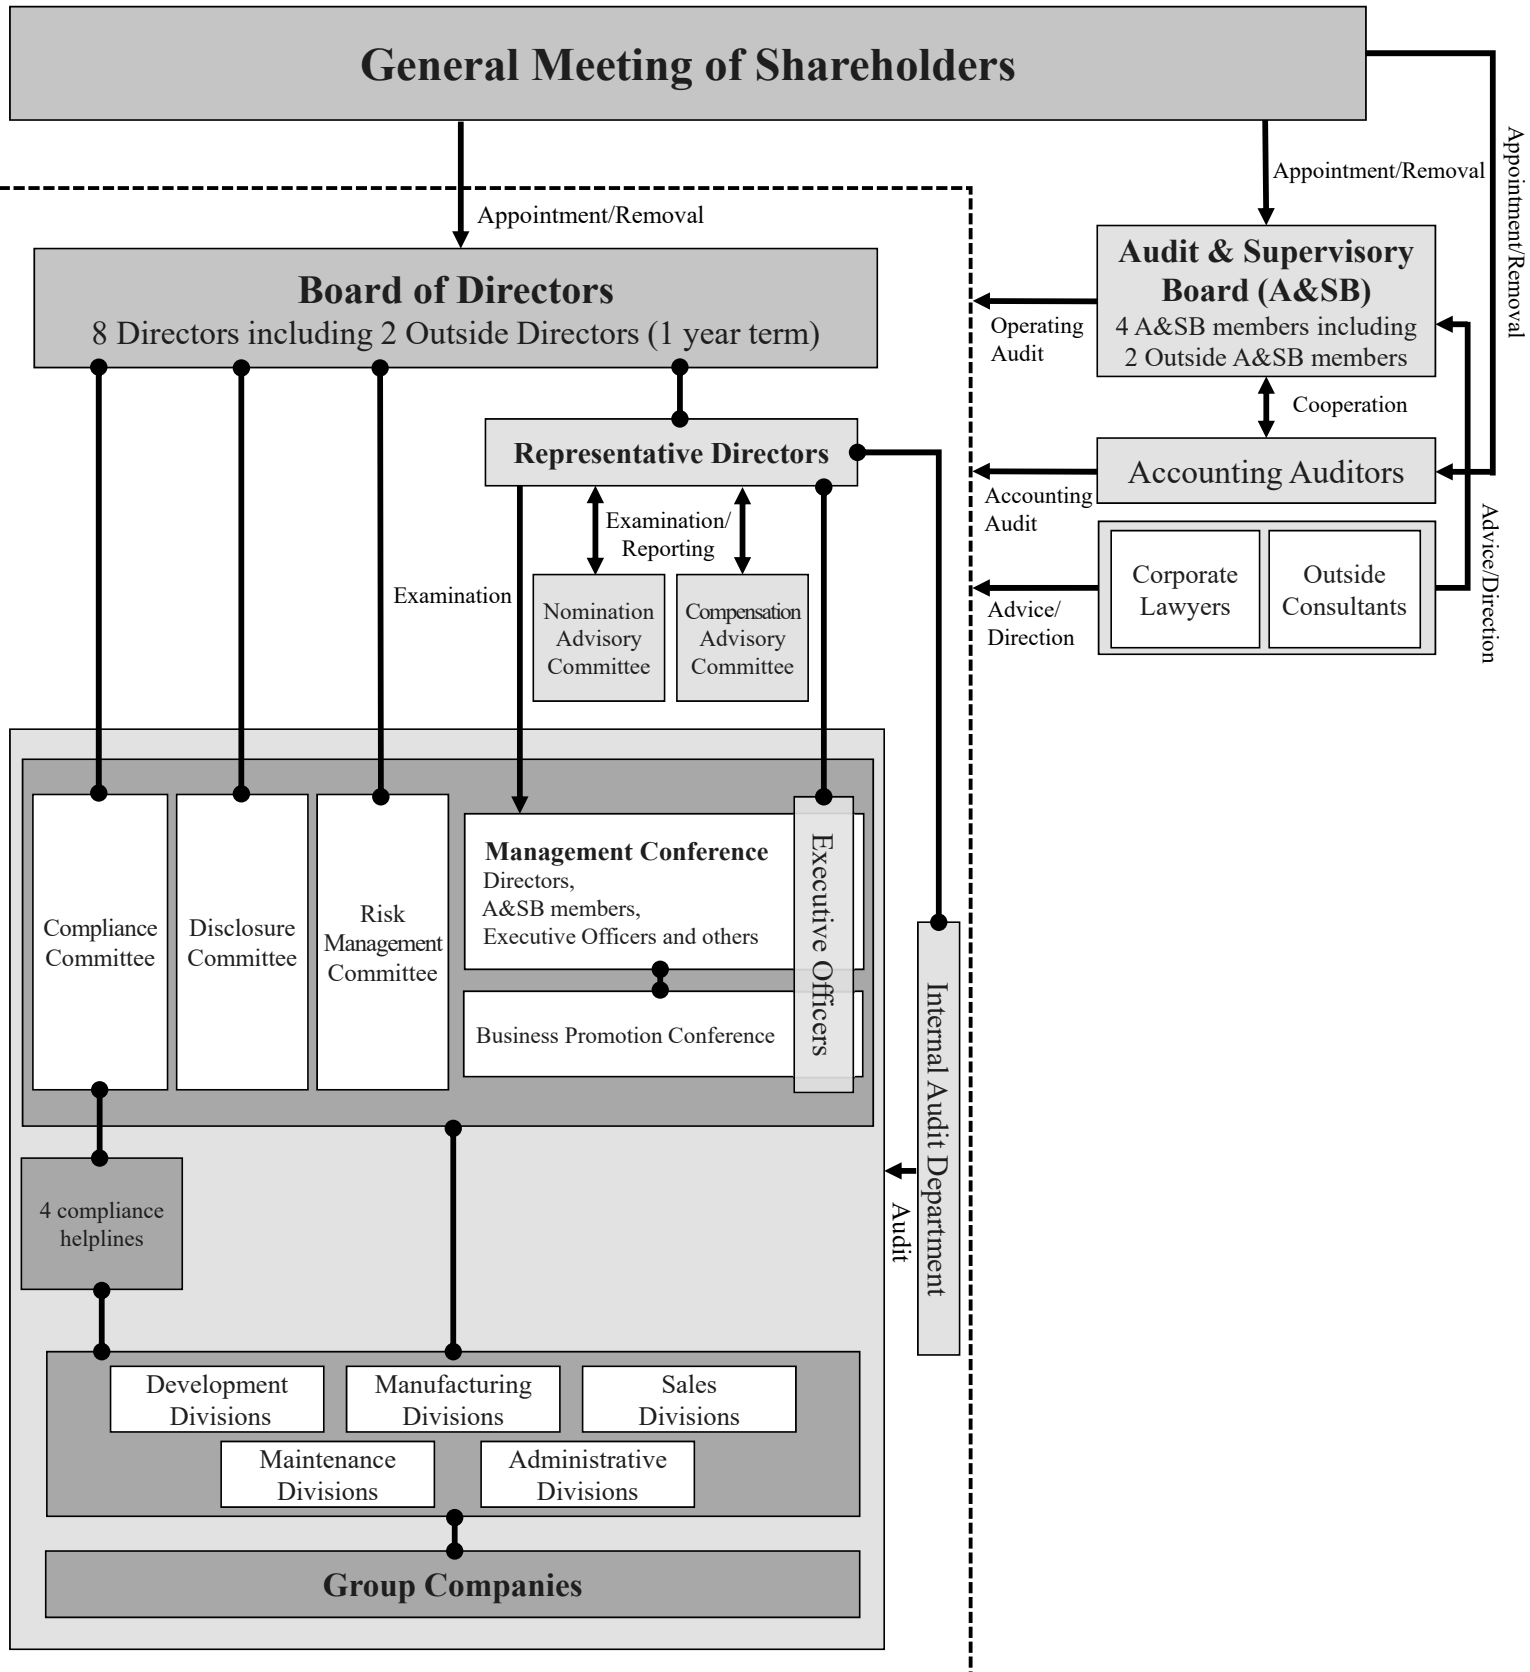 General Meeting of Shareholders
Appointment/Removal
Appointment/Removal
Appointment/Removal
Board of Directors
8 Directors including 2 Outside Directors (1 year term)
Audit & Supervisory
Board (A&SB)
4 A&SB members including
2 Outside A&SB members
Operating
Audit
Cooperation
Representative Directors
Accounting Auditors
Accounting
Audit
Examination/
Reporting
Examination
Nomination
Advisory
Committee
Compensation
Advisory
Committee
Corporate
Lawyers
Outside
Consultants
Advice/
Direction
Advice/Direction
Compliance
Committee
Disclosure
Committee
Risk
Management
Committee
Management Conference
Directors,
A&SB members,
Executive Officers and others
Business Promotion Conference
Executive Officers
Internal Audit Department
Audit
4 compliance
helplines
Development
Divisions
Manufacturing
Divisions
Sales
Divisions
Maintenance
Divisions
Administrative
Divisions
Group Companies